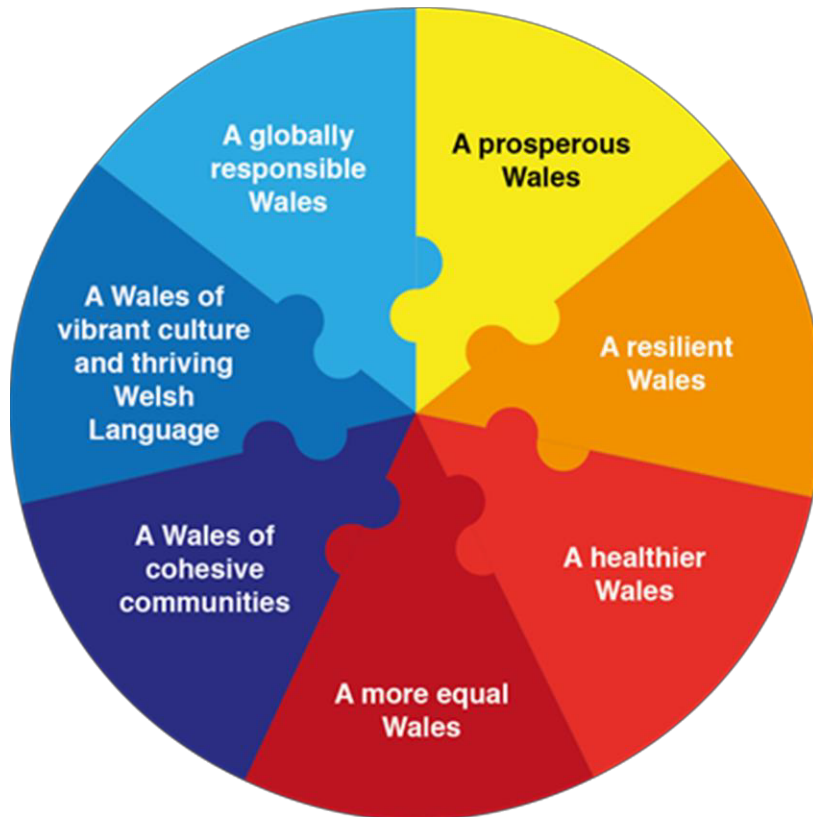 A prosperous
Wales
A resilient
Wales
A healthier
Wales
A more equal
Wales
A Wales of
cohesive
communities
A Wales of
vibrant culture
and thriving
Welsh
Language
A globally
responsible
Wales